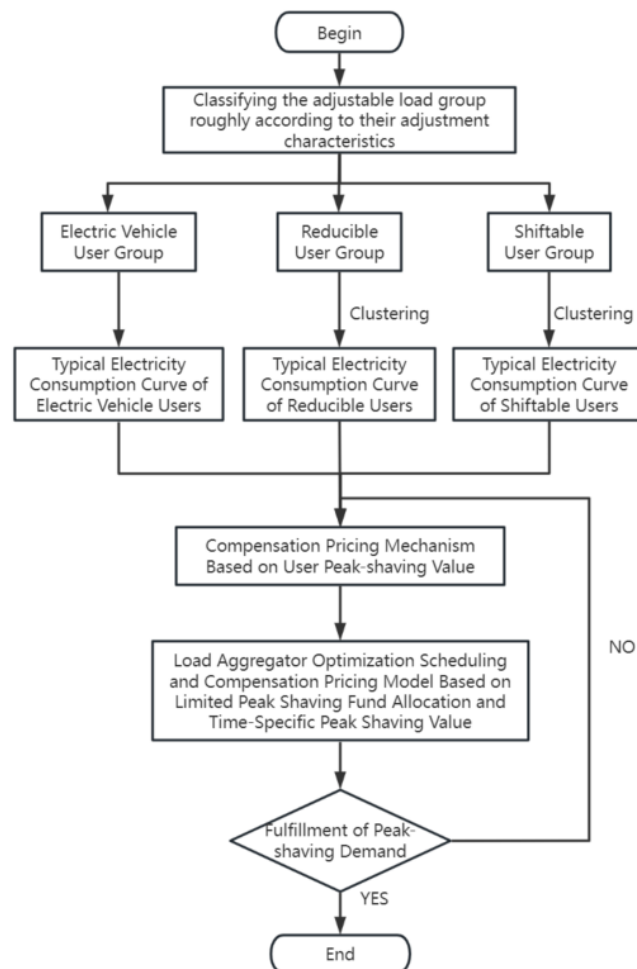 Begin
Classifying the adjustable load group
roughly according to their adjustment
characteristics
Electric Vehicle
User Group
Reducible
User Group
Shiftable
User Group
Clustering
Clustering
Typical Electricity
Consumption Curve of
Electric Vehicle Users
Typical Electricity
Consumption Curve
of Reducible Users
Typical Electricity
Consumption Curve
of Shiftable Users
Compensation Pricing Mechanism
Based on User Peak-shaving Value
NO
Load Aggregator Optimization Scheduling
and Compensation Pricing Model Based on
Limited Peak Shaving Fund Allocation and
Time-Specific Peak Shaving Value
Fulfillment of Peak-
shaving Demand
YES
End